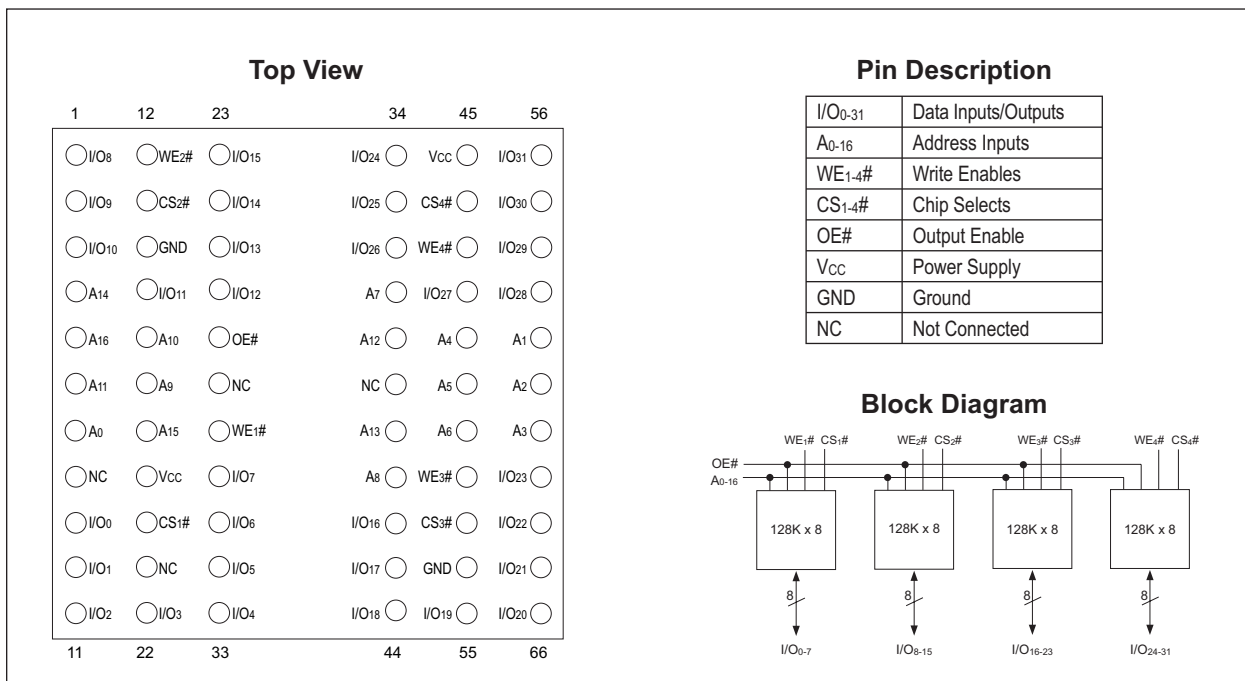 Top View
1 12 23 34 45 56
I/O8 WE2# I/O15 I/O24 VCC I/O31
I/O9 CS2# I/O14 I/O25 CS4# I/O30
I/O10 GND I/O13 I/O26 WE4# I/O29
A14 I/O11 I/O12 A7 I/O27 I/O28
A16 A10 OE# A12 A4 A1
A11 A9 NC NC A5 A2
A0 A15 WE1# A13 A6 A3
NC VCC I/O7 A8 WE3# I/O23
I/O0 CS1# I/O6 I/O16 CS3# I/O22
I/O1 NC I/O5 I/O17 GND I/O21
I/O2 I/O3 I/O4 I/O18 I/O19 I/O20
11 22 33 44 55 66
Pin Description
I/O0-31 Data Inputs/Outputs
A0-16 Address Inputs
WE1-4# Write Enables
CS1-4# Chip Selects
OE# Output Enable
VCC Power Supply
GND Ground
NC Not Connected
Block Diagram
WE1# CS1# WE2# CS2# WE3# CS3# WE4# CS4#
OE#
A0-16
128K x 8 128K x 8 128K x 8 128K x 8
8 8 8 8
I/O0-7 I/O8-15 I/O16-23 I/O24-31